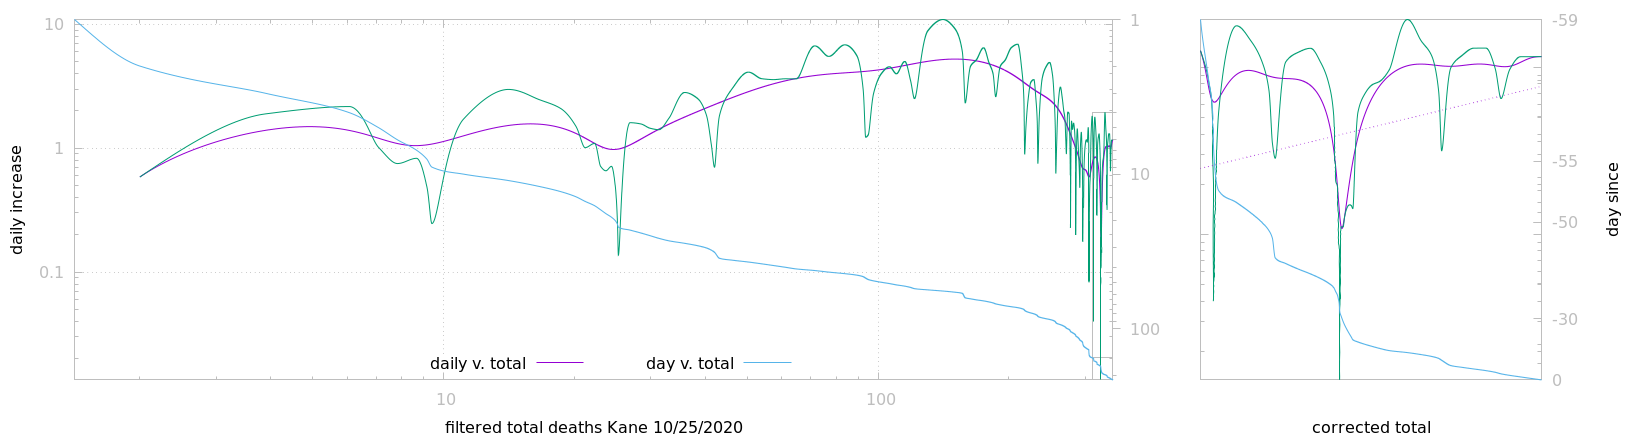 10
1
0.1
daily increase
10
100
filtered total deaths Kane 10/25/2020
daily v. total
day v. total
1
10
100
-59
-55
-50
-30
0
day since
corrected total